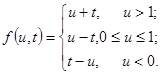 u + t,   u > 1;
f(u,t) = { u − t, 0 ≤ u ≤ 1;
t − u,   u < 0.